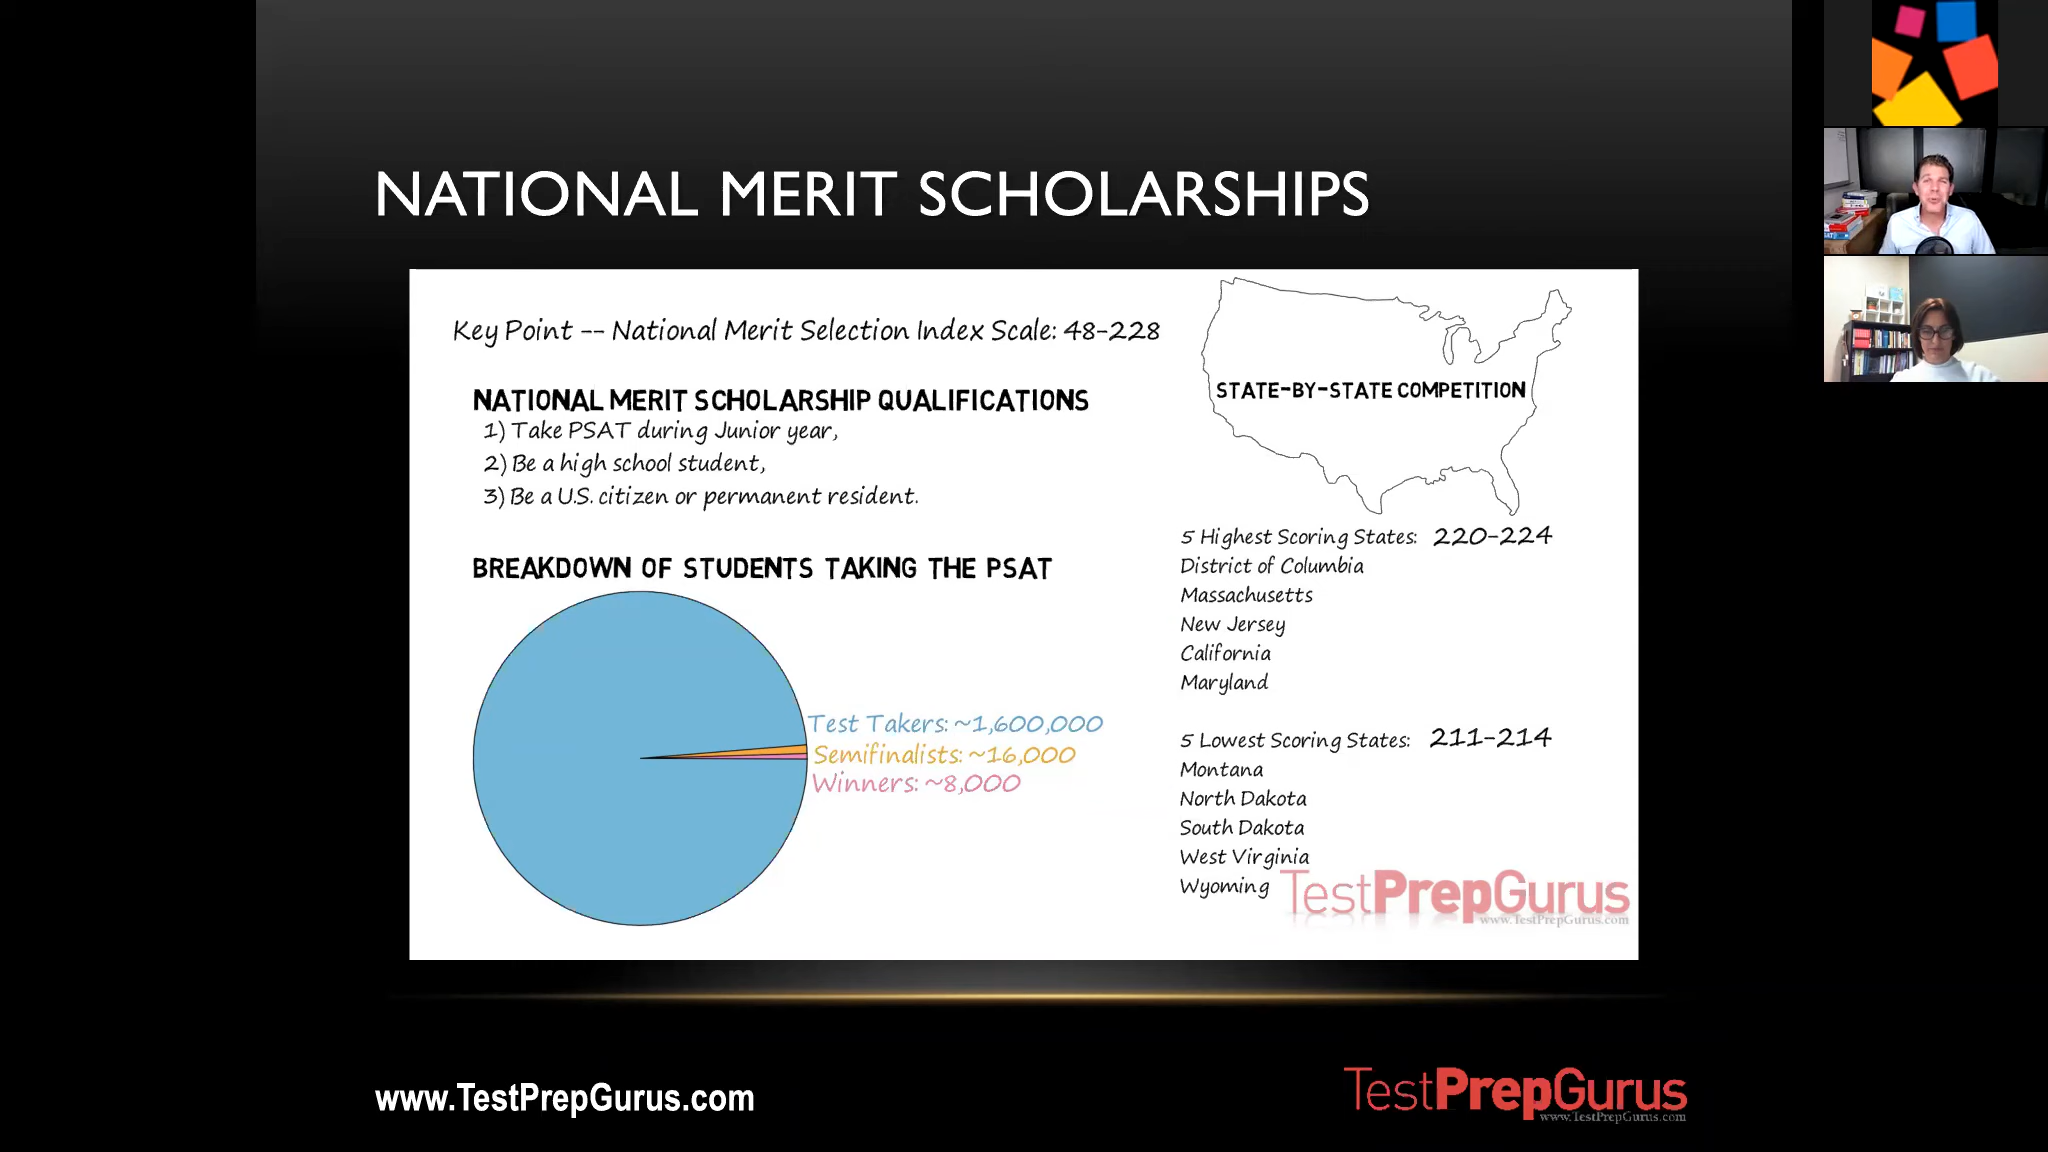 NATIONAL MERIT SCHOLARSHIPS
Key Point -- National Merit Selection Index Scale: 48-228
NATIONAL MERIT SCHOLARSHIP QUALIFICATIONS
1) Take PSAT during Junior year,
2) Be a high school student,
3) Be a U.S. citizen or permanent resident.
BREAKDOWN OF STUDENTS TAKING THE PSAT
Test Takers: ~1,600,000
Semifinalists: ~16,000
Winners: ~8,000
STATE-BY-STATE COMPETITION
5 Highest Scoring States: 220-224
District of Columbia
Massachusetts
New Jersey
California
Maryland
5 Lowest Scoring States: 211-214
Montana
North Dakota
South Dakota
West Virginia
Wyoming
TestPrepGurus
www.TestPrepGurus.com
www.TestPrepGurus.com
TestPrepGurus
www.TestPrepGurus.com